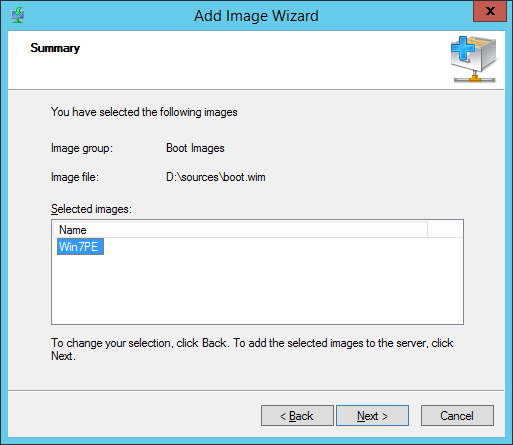 Add Image Wizard
x
Summary
You have selected the following images
Image group: Boot Images
Image file: D:\sources\boot.wim
Selected images:
Name
Win7PE
To change your selection, click Back. To add the selected images to the server, click
Next.
< Back Next > Cancel